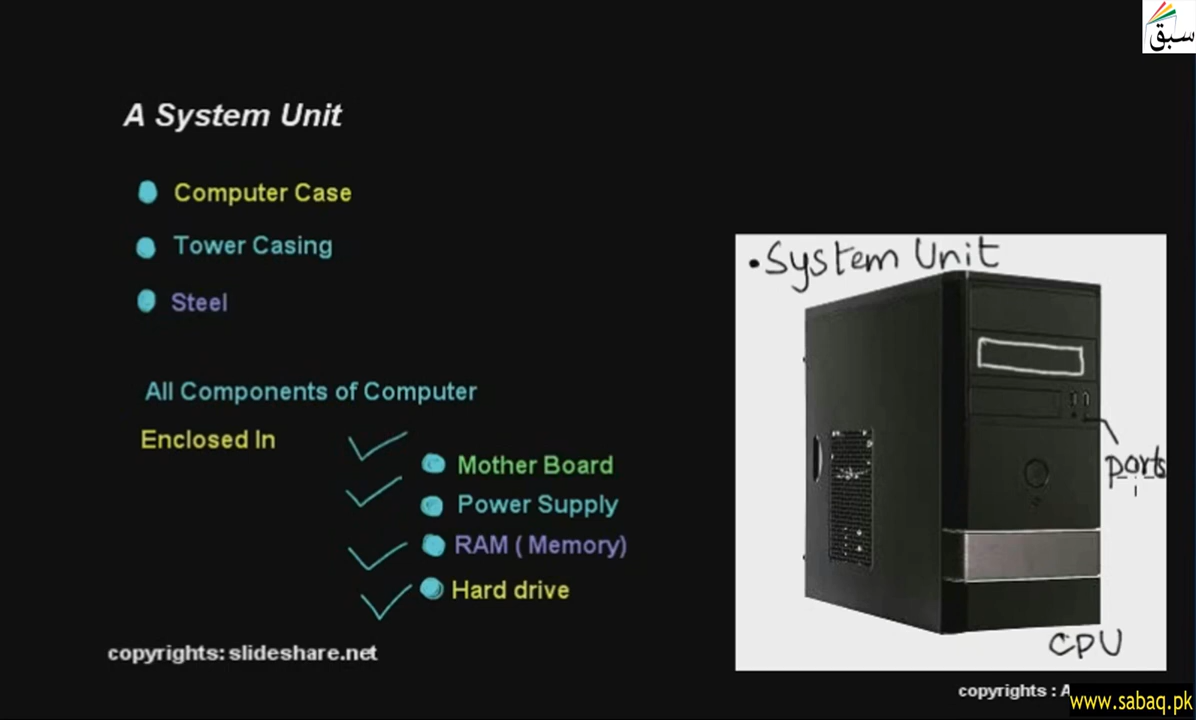 سبق
A System Unit
Computer Case
Tower Casing
Steel
All Components of Computer
Enclosed In
Mother Board
Power Supply
RAM ( Memory)
Hard drive
copyrights: slideshare.net
• System Unit
ports
CPU
copyrights : A
www.sabaq.pk